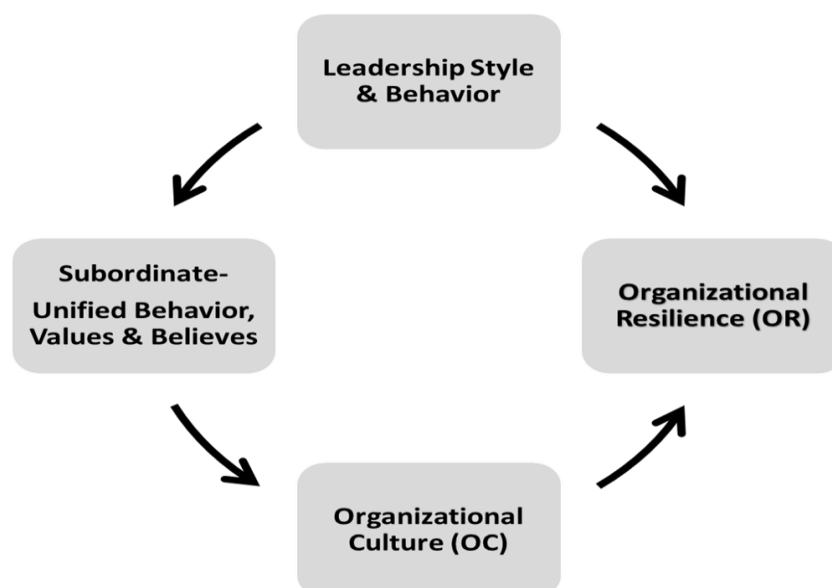 Leadership Style
& Behavior
Subordinate-
Unified Behavior,
Values & Believes
Organizational
Resilience (OR)
Organizational
Culture (OC)